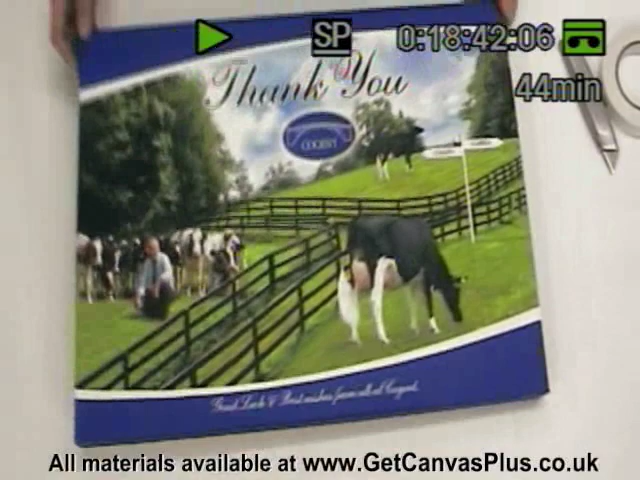 SP 0:18:42:06
44min
Thank You
COGENT
Good Luck & Best wishes from all at Cogent
All materials available at www.GetCanvasPlus.co.uk